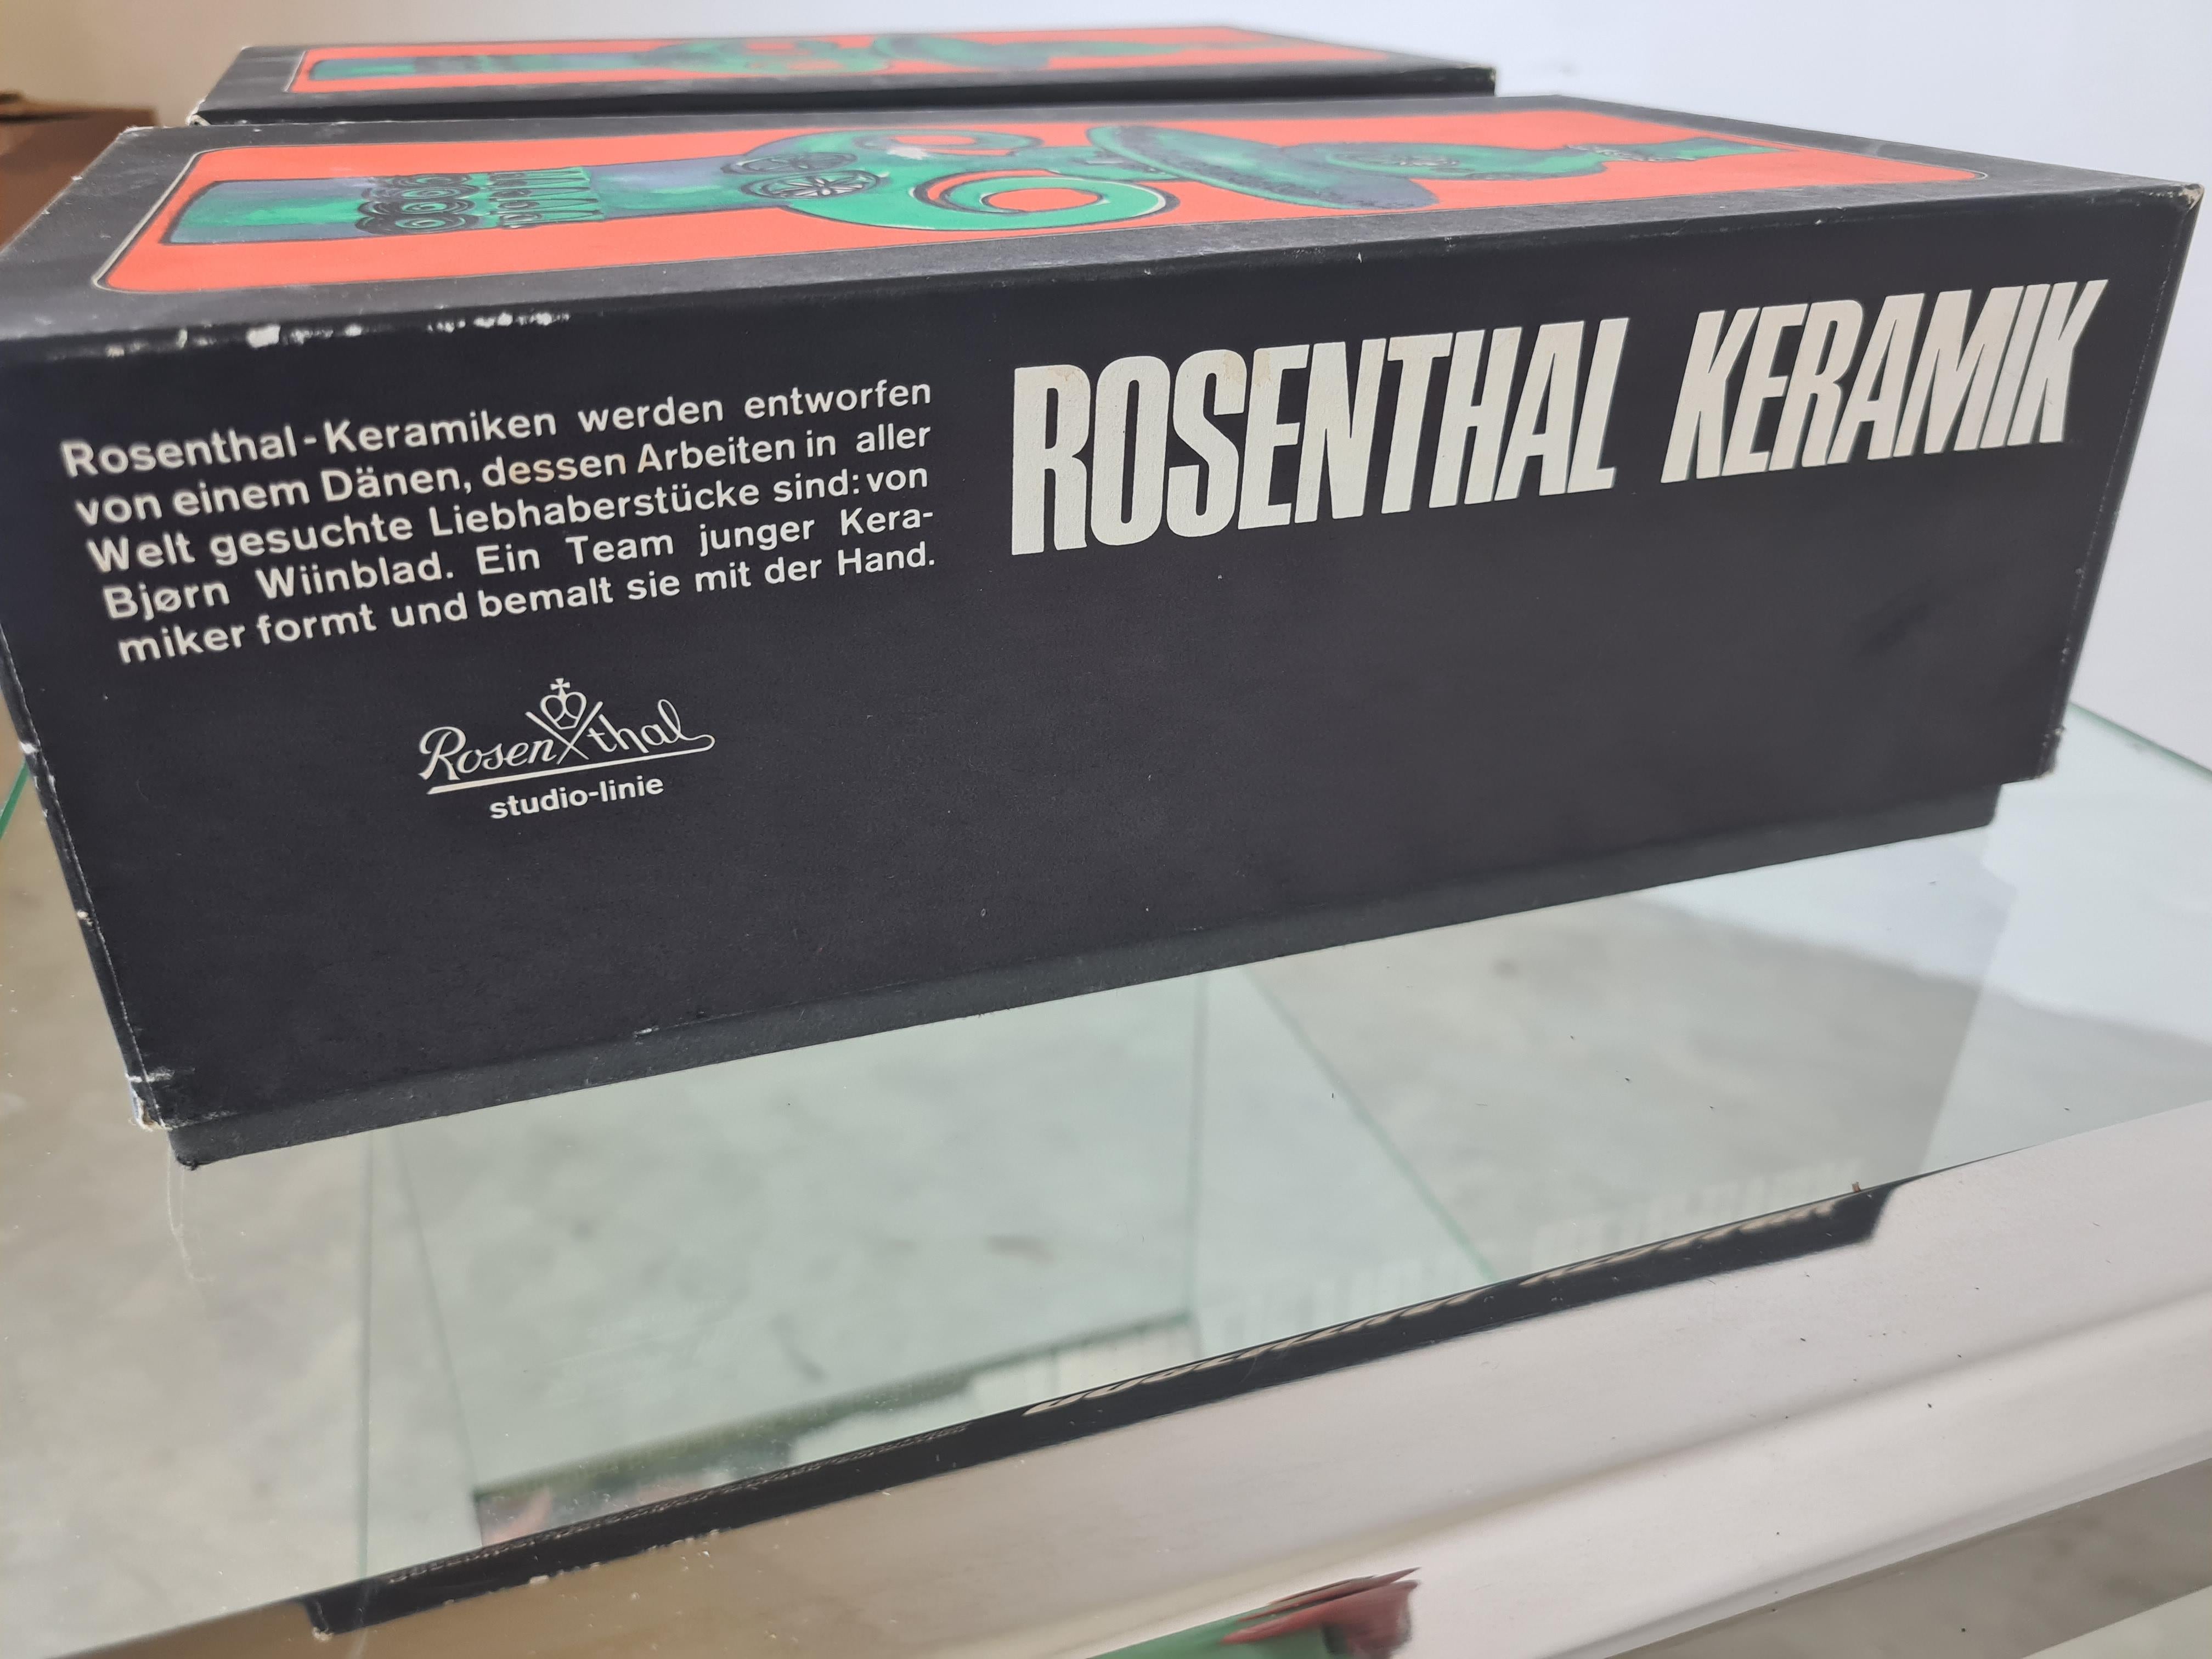 Rosenthal-Keramiken werden entworfen
von einem Dänen, dessen Arbeiten in aller
Welt gesuchte Liebhaberstücke sind: von
Bjørn Wiinblad. Ein Team junger Kera-
miker formt und bemalt sie mit der Hand.
Rosenthal
studio-linie
ROSENTHAL KERAMIK